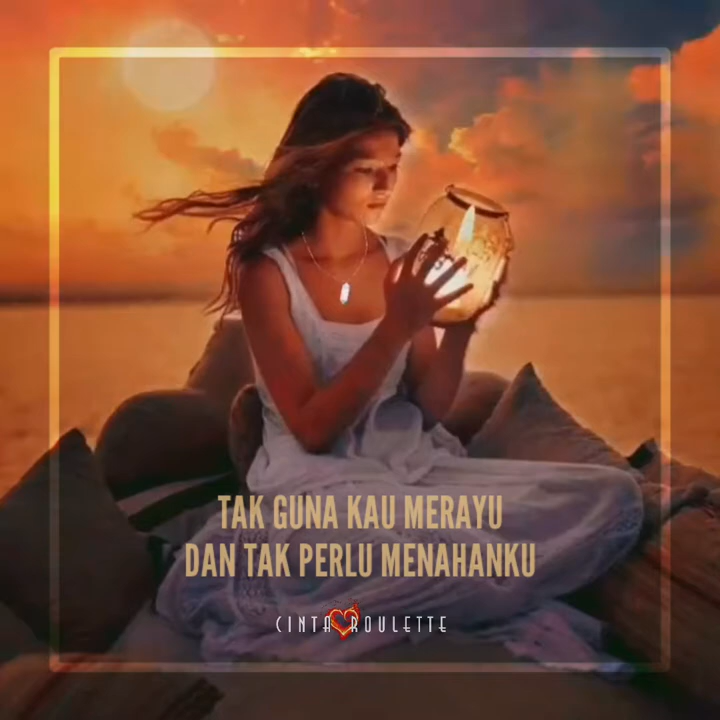 TAK GUNA KAU MERAYU
DAN TAK PERLU MENAHANKU
CINTA ROULETTE